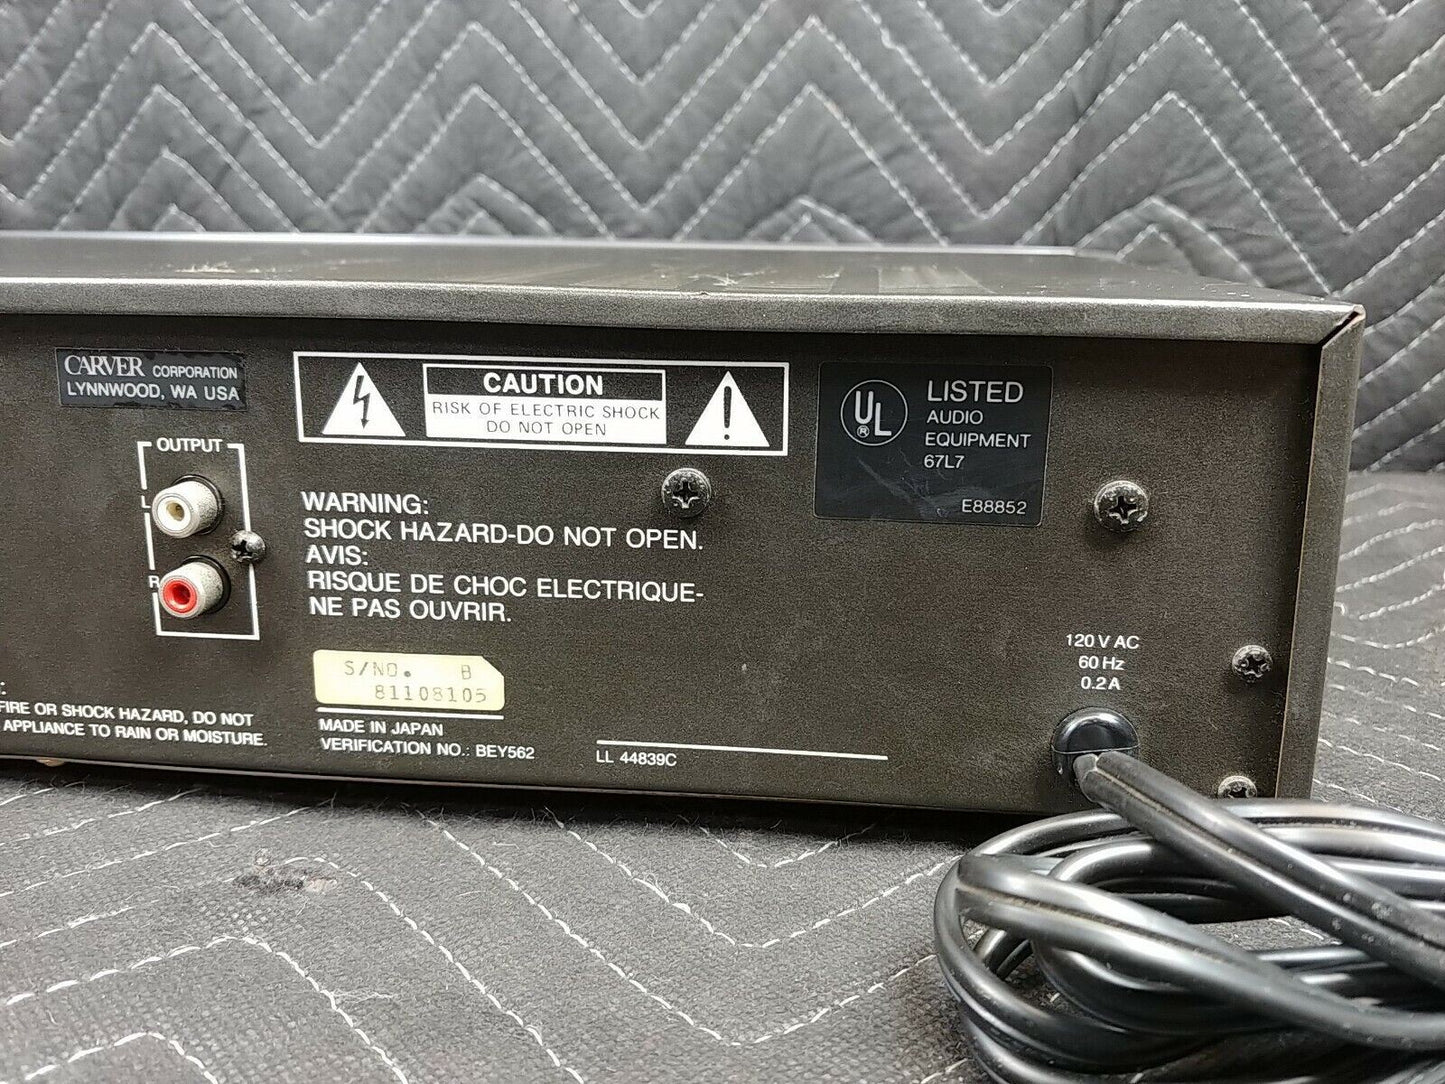 CARVER CORPORATION
LYNNWOOD, WA USA
CAUTION
RISK OF ELECTRIC SHOCK
DO NOT OPEN
UL
®
LISTED
AUDIO
EQUIPMENT
67L7
E88852
OUTPUT
L
R
WARNING:
SHOCK HAZARD-DO NOT OPEN.
AVIS:
RISQUE DE CHOC ELECTRIQUE-
NE PAS OUVRIR.
120 V AC
60 Hz
0.2 A
S/NO. B
81108105
:
FIRE OR SHOCK HAZARD, DO NOT
APPLIANCE TO RAIN OR MOISTURE.
MADE IN JAPAN
VERIFICATION NO.: BEY562
LL 44839C